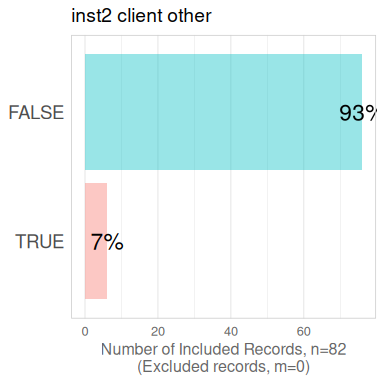 inst2 client other
FALSE
93%
TRUE
7%
0 20 40 60
Number of Included Records, n=82
(Excluded records, m=0)